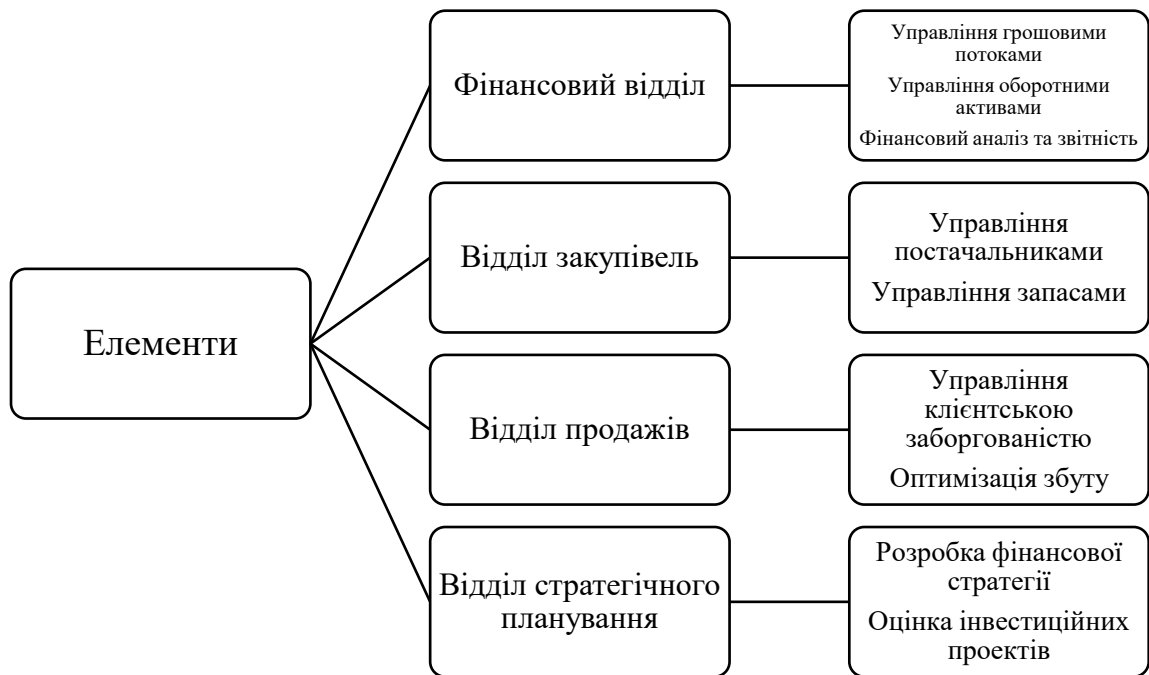 Елементи
Фінансовий відділ
Управління грошовими
потоками
Управління оборотними
активами
Фінансовий аналіз та звітність
Відділ закупівель
Управління
постачальниками
Управління запасами
Відділ продажів
Управління
клієнтською
заборгованістю
Оптимізація збуту
Відділ стратегічного
планування
Розробка фінансової
стратегії
Оцінка інвестиційних
проектів